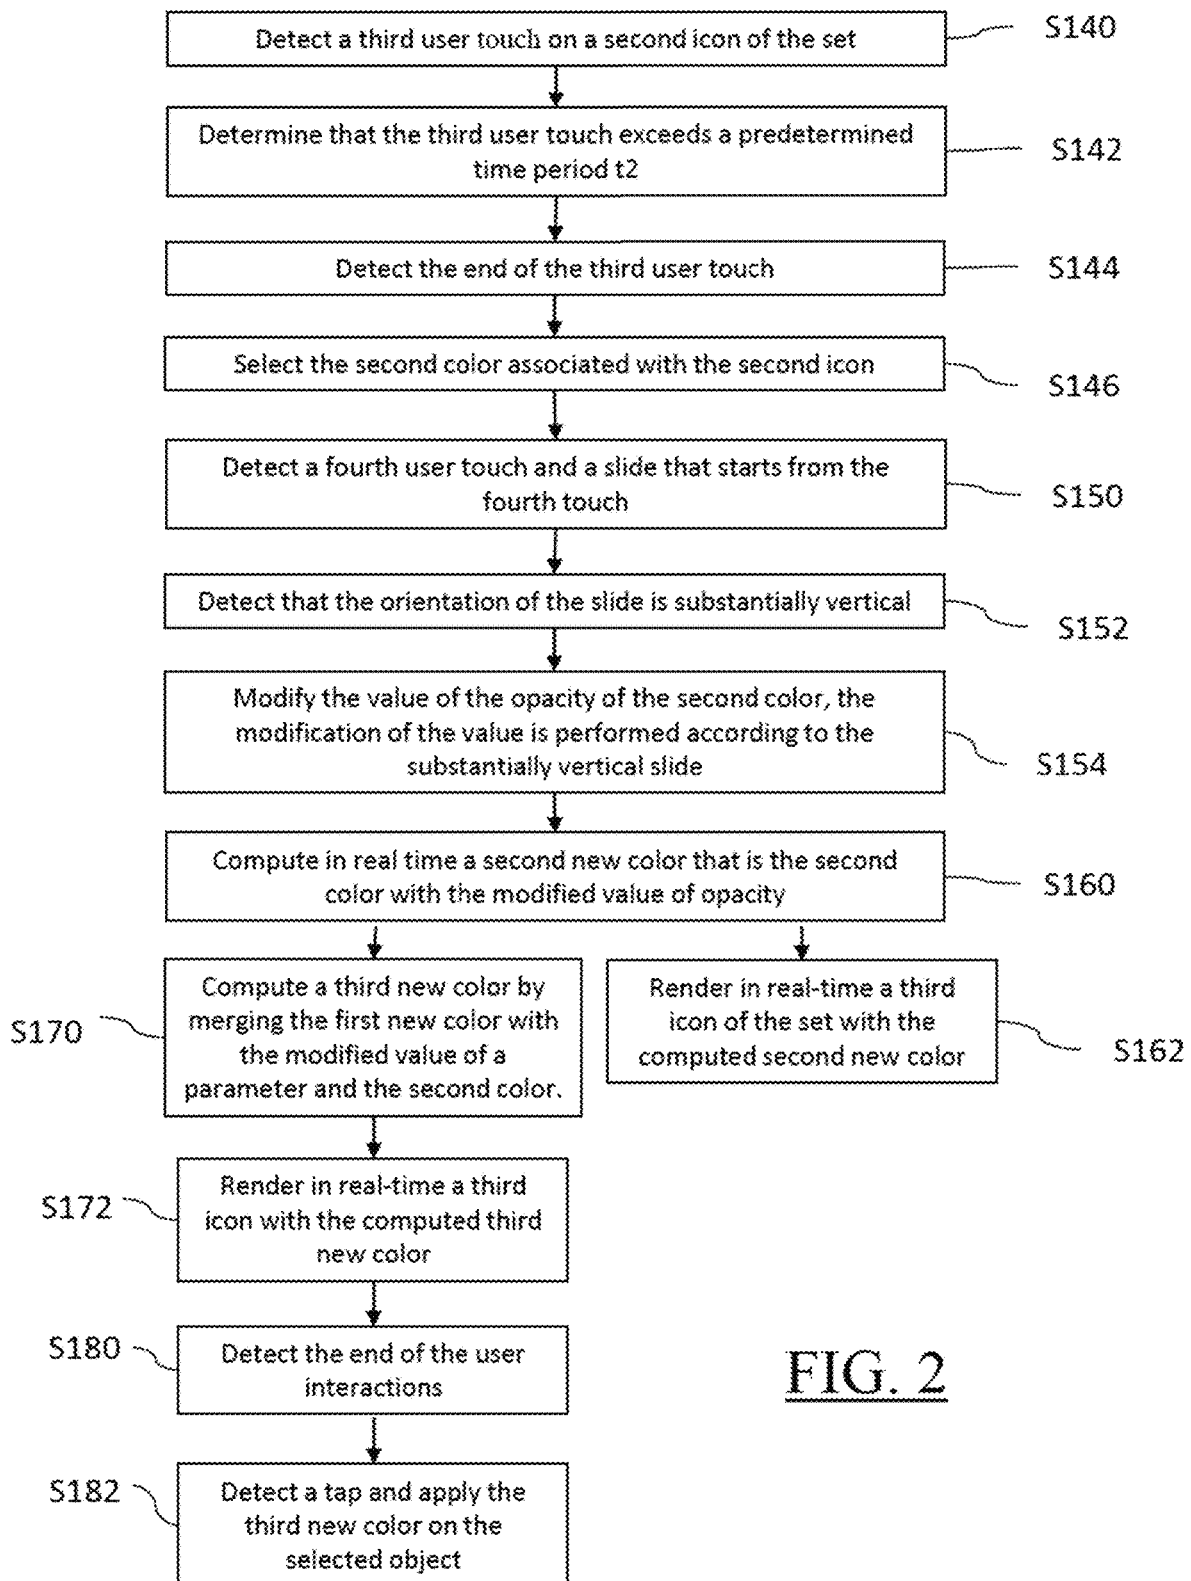 Detect a third user touch on a second icon of the set
S140
Determine that the third user touch exceeds a predetermined
time period t2
S142
Detect the end of the third user touch
S144
Select the second color associated with the second icon
S146
Detect a fourth user touch and a slide that starts from the
fourth touch
S150
Detect that the orientation of the slide is substantially vertical
S152
Modify the value of the opacity of the second color, the
modification of the value is performed according to the
substantially vertical slide
S154
Compute in real time a second new color that is the second
color with the modified value of opacity
S160
S170
Compute a third new color by
merging the first new color with
the modified value of a
parameter and the second color.
Render in real-time a third
icon of the set with the
computed second new color
S162
S172
Render in real-time a third
icon with the computed third
new color
S180
Detect the end of the user
interactions
S182
Detect a tap and apply the
third new color on the
selected object
FIG. 2